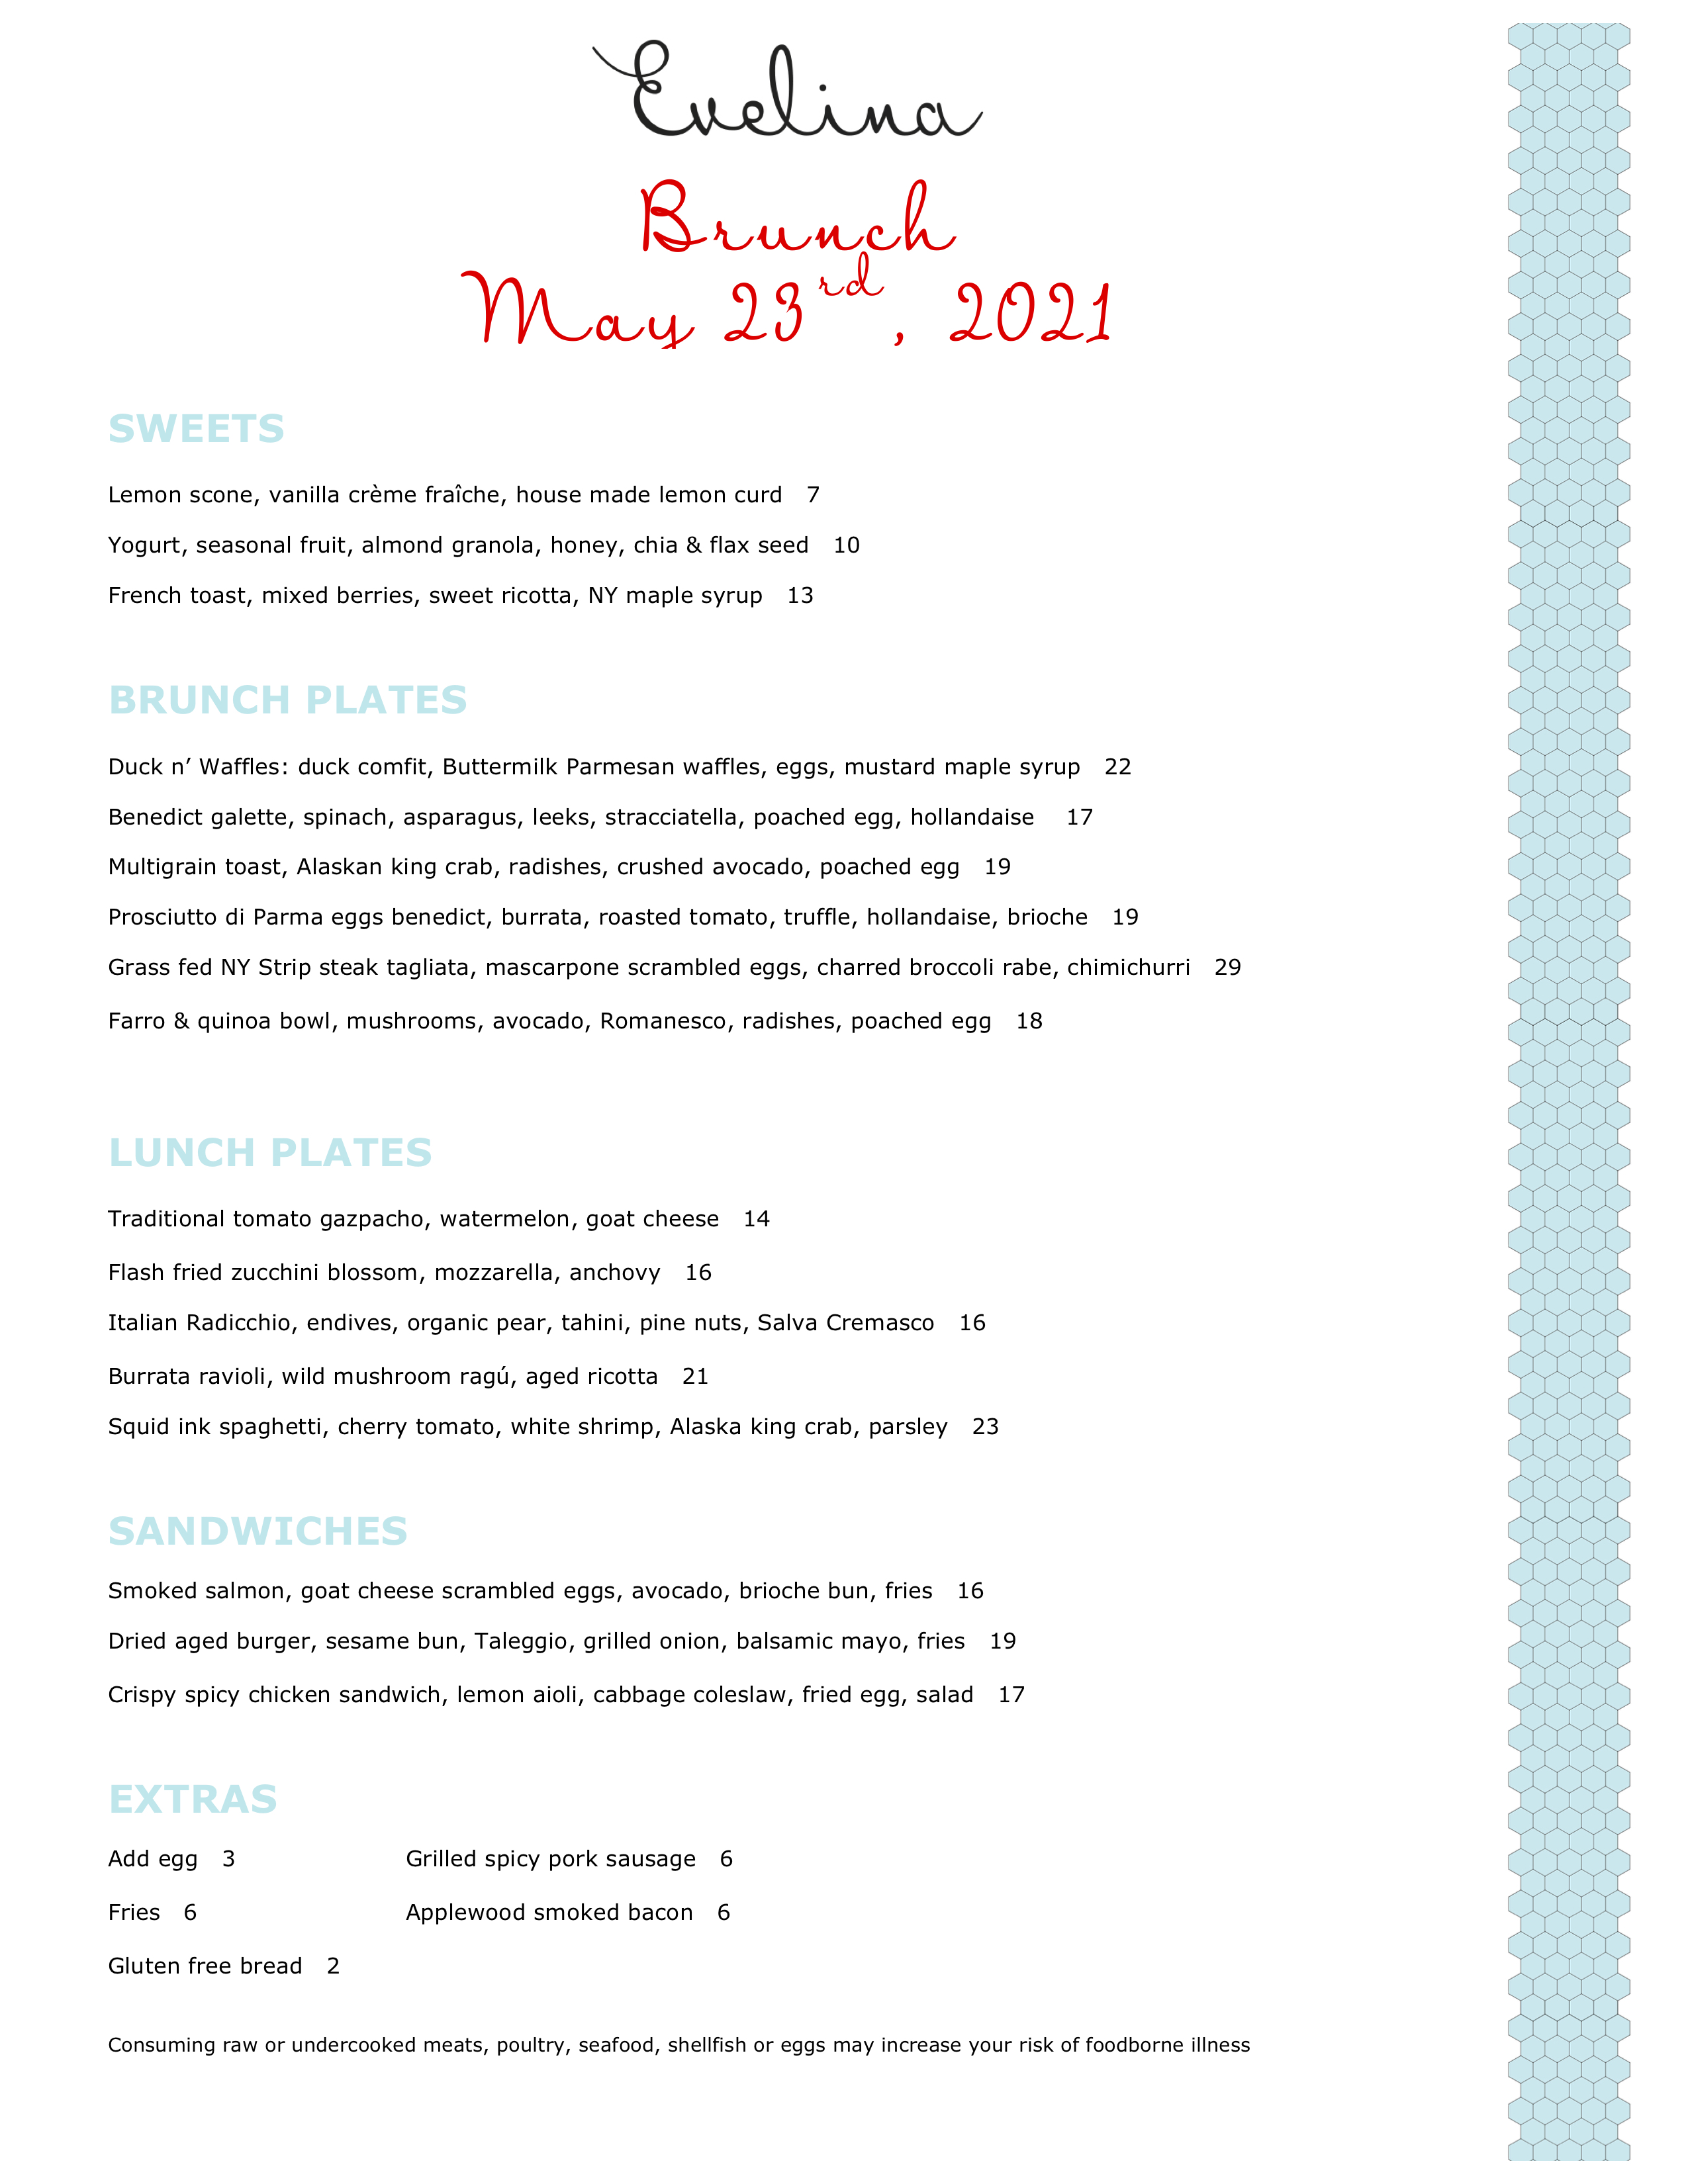 Evelina
Brunch
May 23rd, 2021
SWEETS
Lemon scone, vanilla crème fraîche, house made lemon curd 7
Yogurt, seasonal fruit, almond granola, honey, chia & flax seed 10
French toast, mixed berries, sweet ricotta, NY maple syrup 13
BRUNCH PLATES
Duck n’ Waffles: duck comfit, Buttermilk Parmesan waffles, eggs, mustard maple syrup 22
Benedict galette, spinach, asparagus, leeks, stracciatella, poached egg, hollandaise 17
Multigrain toast, Alaskan king crab, radishes, crushed avocado, poached egg 19
Prosciutto di Parma eggs benedict, burrata, roasted tomato, truffle, hollandaise, brioche 19
Grass fed NY Strip steak tagliata, mascarpone scrambled eggs, charred broccoli rabe, chimichurri 29
Farro & quinoa bowl, mushrooms, avocado, Romanesco, radishes, poached egg 18
LUNCH PLATES
Traditional tomato gazpacho, watermelon, goat cheese 14
Flash fried zucchini blossom, mozzarella, anchovy 16
Italian Radicchio, endives, organic pear, tahini, pine nuts, Salva Cremasco 16
Burrata ravioli, wild mushroom ragú, aged ricotta 21
Squid ink spaghetti, cherry tomato, white shrimp, Alaska king crab, parsley 23
SANDWICHES
Smoked salmon, goat cheese scrambled eggs, avocado, brioche bun, fries 16
Dried aged burger, sesame bun, Taleggio, grilled onion, balsamic mayo, fries 19
Crispy spicy chicken sandwich, lemon aioli, cabbage coleslaw, fried egg, salad 17
EXTRAS
Add egg 3 Grilled spicy pork sausage 6
Fries 6 Applewood smoked bacon 6
Gluten free bread 2
Consuming raw or undercooked meats, poultry, seafood, shellfish or eggs may increase your risk of foodborne illness